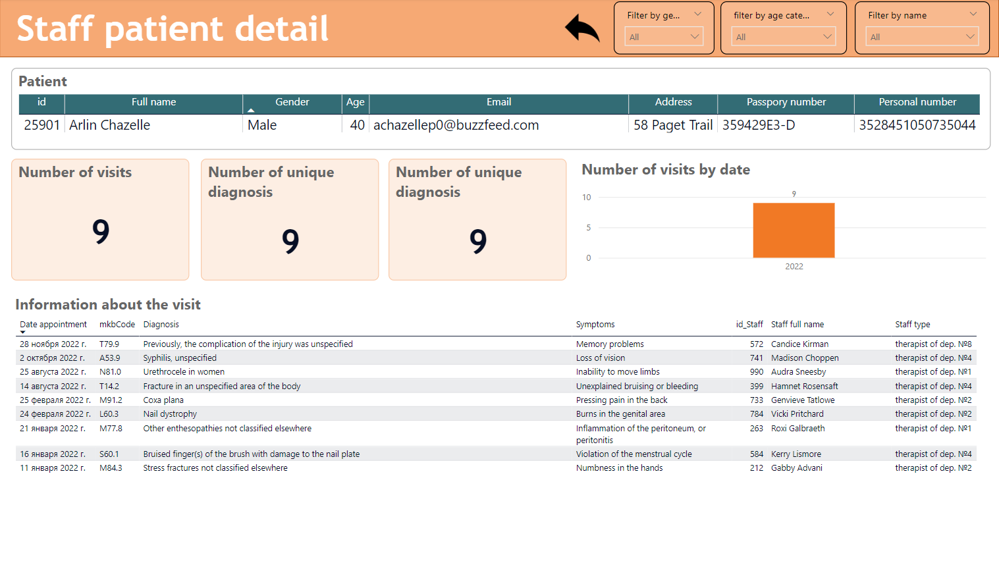 Staff patient detail
Filter by ge...
All
filter by age cate...
All
Filter by name
All
Patient
id Full name Gender Age Email Address Passpory number Personal number
25901 Arlin Chazelle Male 40 achazellep0@buzzfeed.com 58 Paget Trail 359429E3-D 3528451050735044
Number of visits
9
Number of unique
diagnosis
9
Number of unique
diagnosis
9
Number of visits by date
10
5
0
9
2022
Information about the visit
Date appointment mkbCode Diagnosis Symptoms id_Staff Staff full name Staff type
28 ноября 2022 г. T79.9 Previously, the complication of the injury was unspecified Memory problems 572 Candice Kirman therapist of dep. №8
2 октября 2022 г. A53.9 Syphilis, unspecified Loss of vision 741 Madison Choppen therapist of dep. №4
25 августа 2022 г. N81.0 Urethrocele in women Inability to move limbs 990 Audra Sneesby therapist of dep. №1
14 августа 2022 г. T14.2 Fracture in an unspecified area of the body Unexplained bruising or bleeding 399 Hamnet Rosensaft therapist of dep. №4
25 февраля 2022 г. M91.2 Coxa plana Pressing pain in the back 733 Genvieve Tatlowe therapist of dep. №2
24 февраля 2022 г. L60.3 Nail dystrophy Burns in the genital area 784 Vicki Pritchard therapist of dep. №2
21 января 2022 г. M77.8 Other enthesopathies not classified elsewhere Inflammation of the peritoneum, or 263 Roxi Galbraeth therapist of dep. №1
peritonitis
16 января 2022 г. S60.1 Bruised finger(s) of the brush with damage to the nail plate Violation of the menstrual cycle 584 Kerry Lismore therapist of dep. №4
11 января 2022 г. M84.3 Stress fractures not classified elsewhere Numbness in the hands 212 Gabby Advani therapist of dep. №2